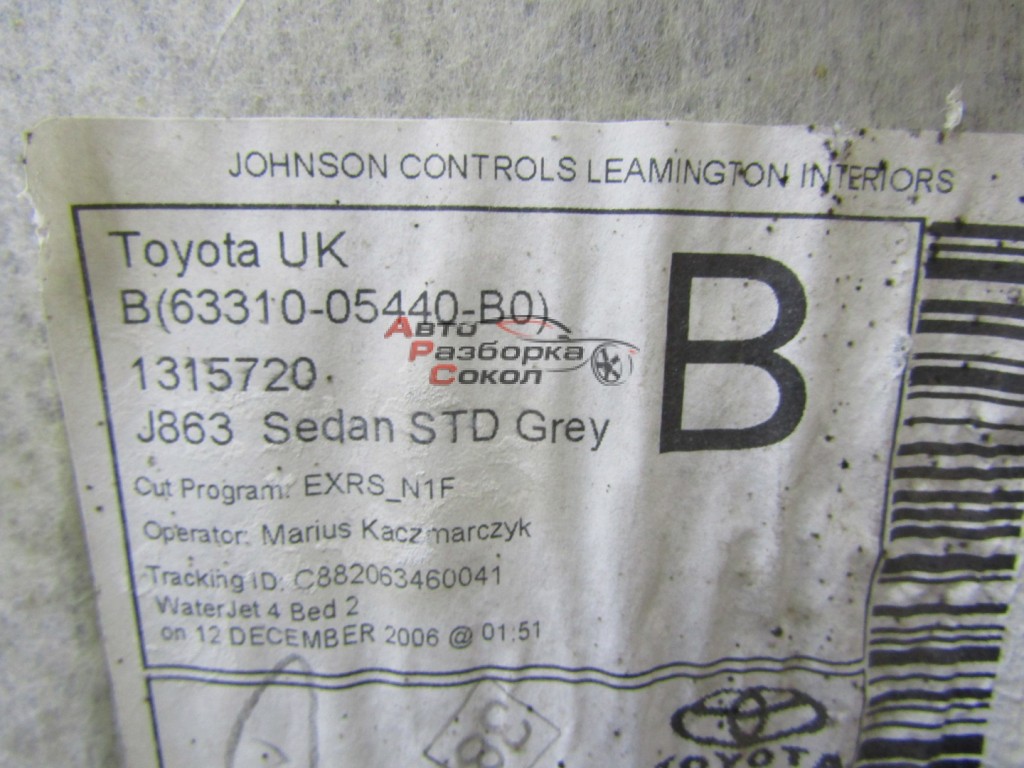 JOHNSON CONTROLS LEAMINGTON INTERIORS
Toyota UK
B(63310-05440-B0)
1315720
J863 Sedan STD Grey
B
Авто
Разборка
Сокол
Cut Program: EXRS_N1F
Operator: Marius Kaczmarczyk
Tracking ID: C882063460041
WaterJet 4 Bed 2
on 12 DECEMBER 2006 @ 01:51
38
TOYOTA